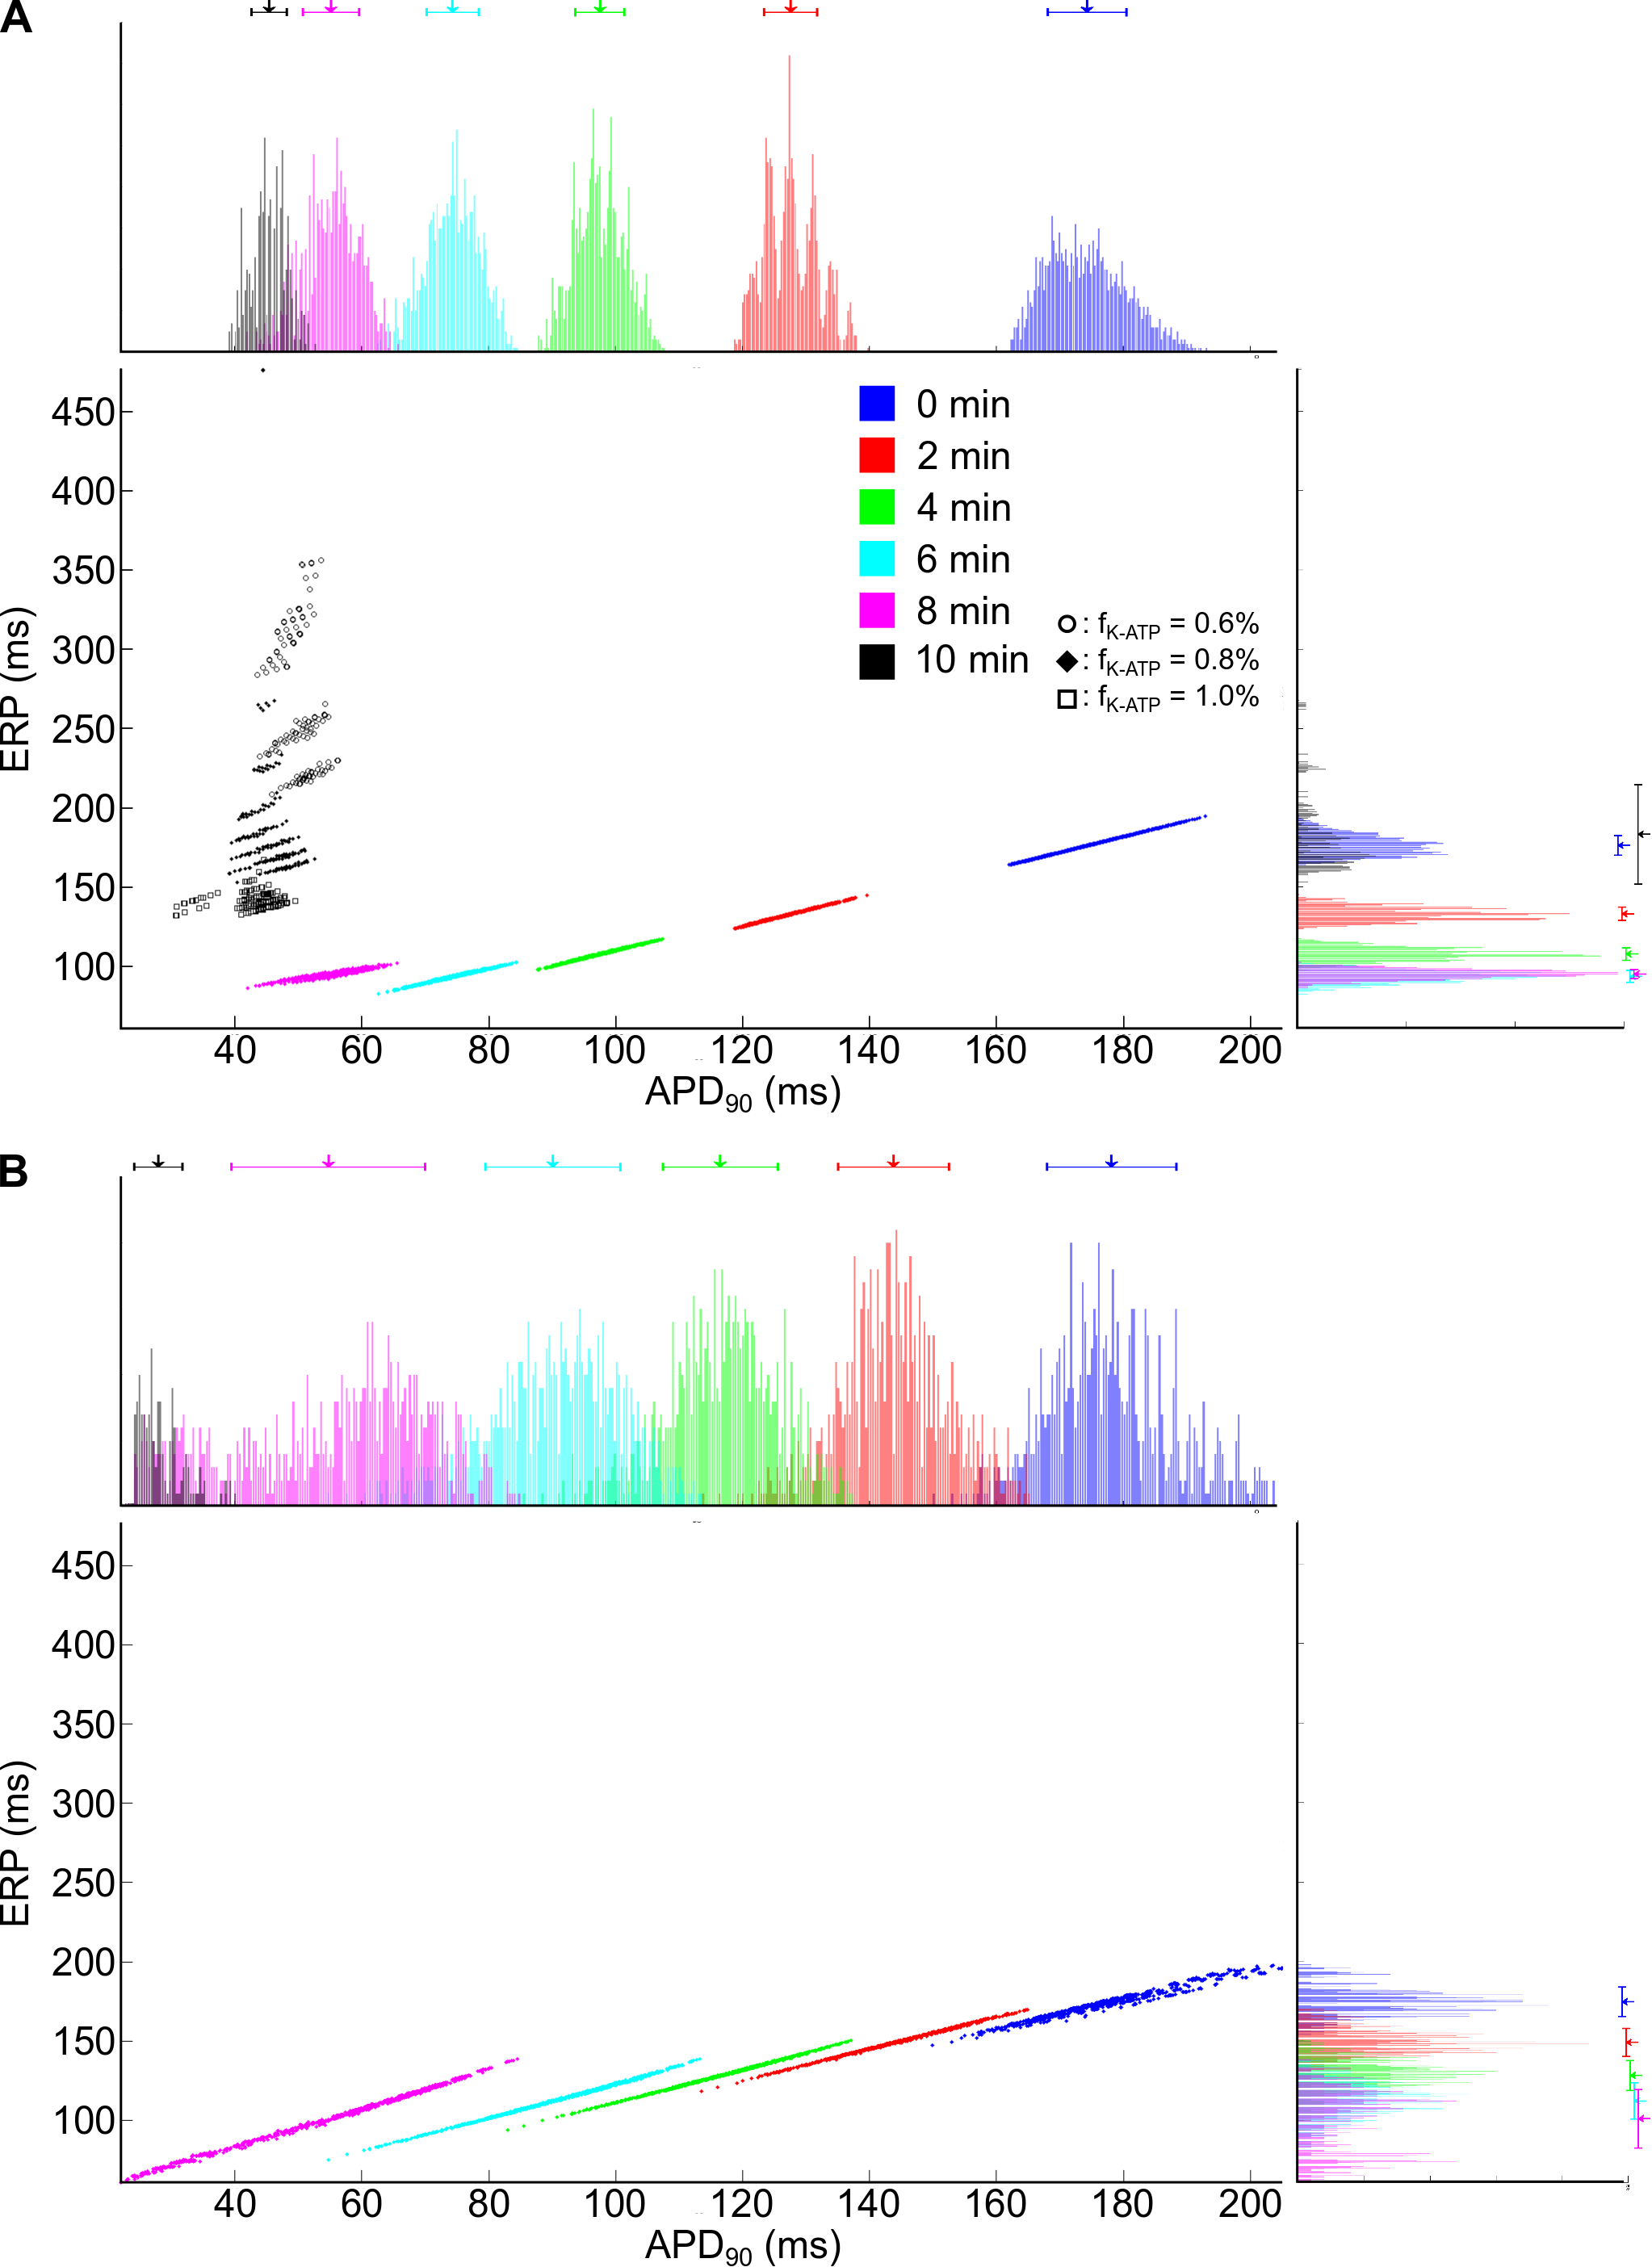 A
450
400
350
300
250
200
150
100
ERP (ms)
0 min
2 min
4 min
6 min
8 min
10 min
: fK-ATP = 0.6%
: fK-ATP = 0.8%
: fK-ATP = 1.0%
40 60 80 100 120 140 160 180 200
APD90 (ms)
B
450
400
350
300
250
200
150
100
ERP (ms)
40 60 80 100 120 140 160 180 200
APD90 (ms)